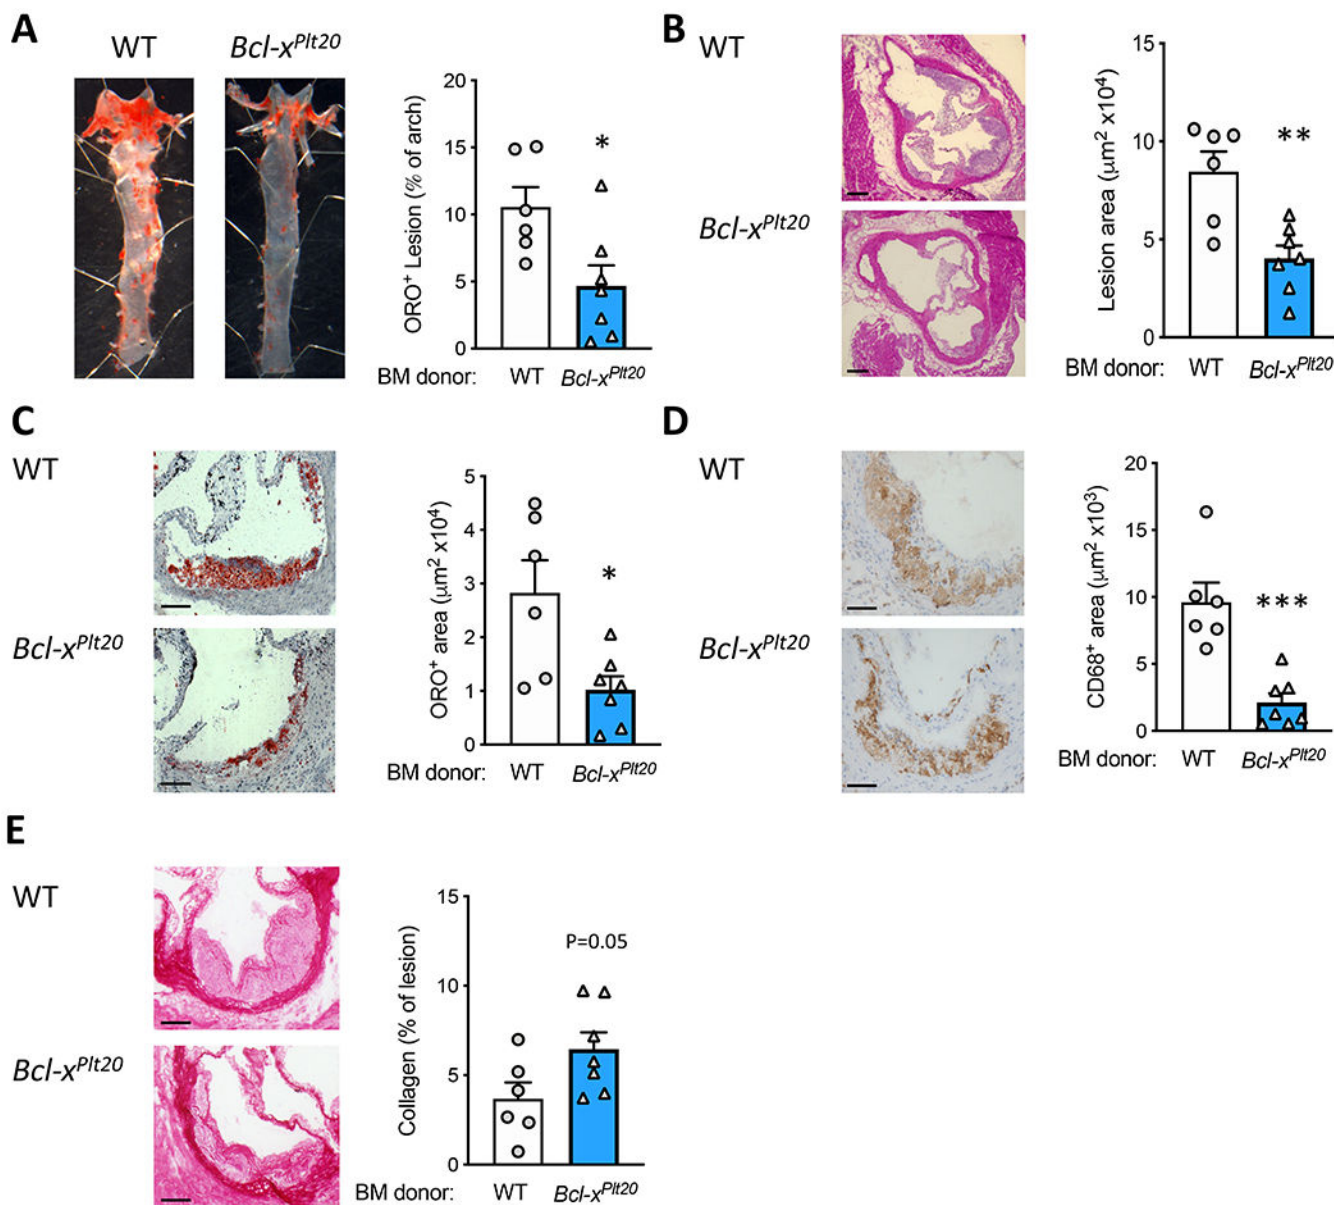 A
WT
Bcl-xPlt20
ORO+ Lesion (% of arch)
20
15
10
5
0
*
BM donor: WT Bcl-xPlt20
B
WT
Bcl-xPlt20
Lesion area (μm2 x104)
15
10
5
0
**
BM donor: WT Bcl-xPlt20
C
WT
Bcl-xPlt20
ORO+ area (μm2 x104)
5
4
3
2
1
0
*
BM donor: WT Bcl-xPlt20
D
WT
Bcl-xPlt20
CD68+ area (μm2 x103)
20
15
10
5
0
***
BM donor: WT Bcl-xPlt20
E
WT
Bcl-xPlt20
Collagen (% of lesion)
15
10
5
0
P=0.05
BM donor: WT Bcl-xPlt20